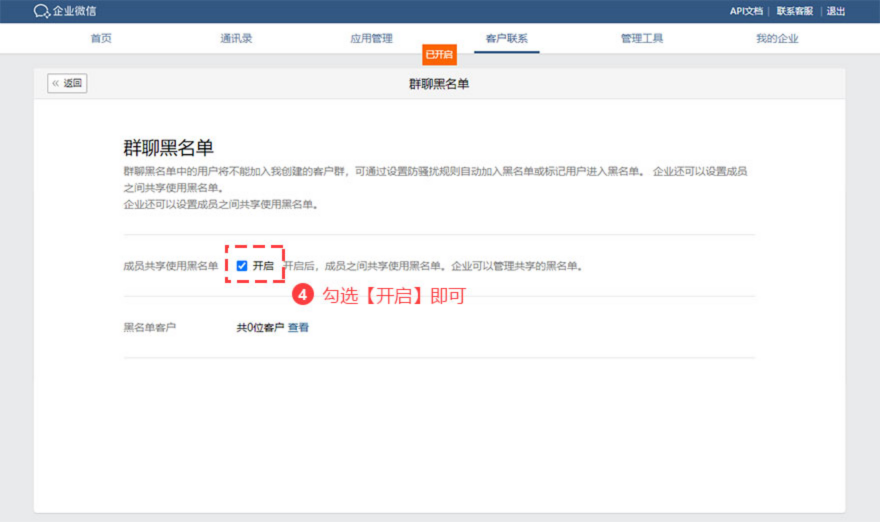 企业微信
API文档 | 联系客服 | 退出
首页 通讯录 应用管理 客户联系 管理工具 我的企业
已开启
« 返回
群聊黑名单
群聊黑名单
群聊黑名单中的用户将不能加入我创建的客户群，可通过设置防骚扰规则自动加入黑名单或标记用户进入黑名单。 企业还可以设置成员
之间共享使用黑名单。
企业还可以设置成员之间共享使用黑名单。
成员共享使用黑名单 开启 开启后，成员之间共享使用黑名单。企业可以管理共享的黑名单。
4 勾选【开启】即可
黑名单客户 共0位客户 查看